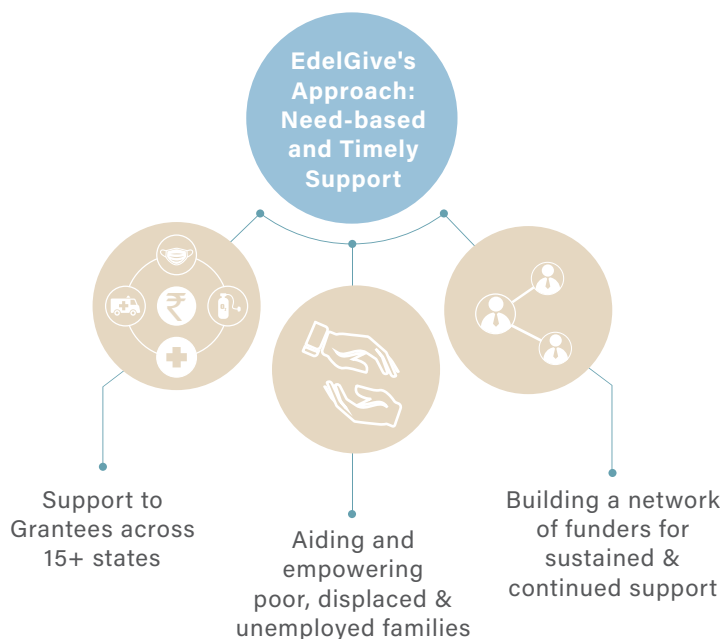 EdelGive's
Approach:
Need-based
and Timely
Support
₹
Support to
Grantees across
15+ states
Aiding and
empowering
poor, displaced &
unemployed families
Building a network
of funders for
sustained &
continued support